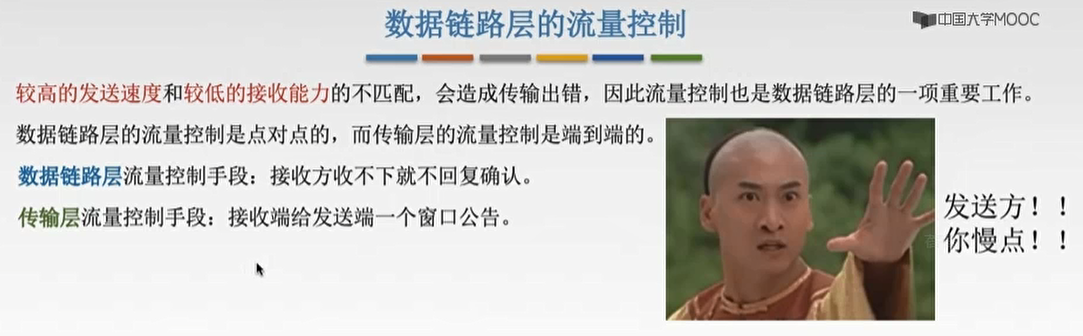 数据链路层的流量控制
中国大学MOOC
较高的发送速度和较低的接收能力的不匹配，会造成传输出错，因此流量控制也是数据链路层的一项重要工作。
数据链路层的流量控制是点对点的，而传输层的流量控制是端到端的。
数据链路层流量控制手段：接收方收不下就不回复确认。
传输层流量控制手段：接收端给发送端一个窗口公告。
发送方！！
你慢点！！